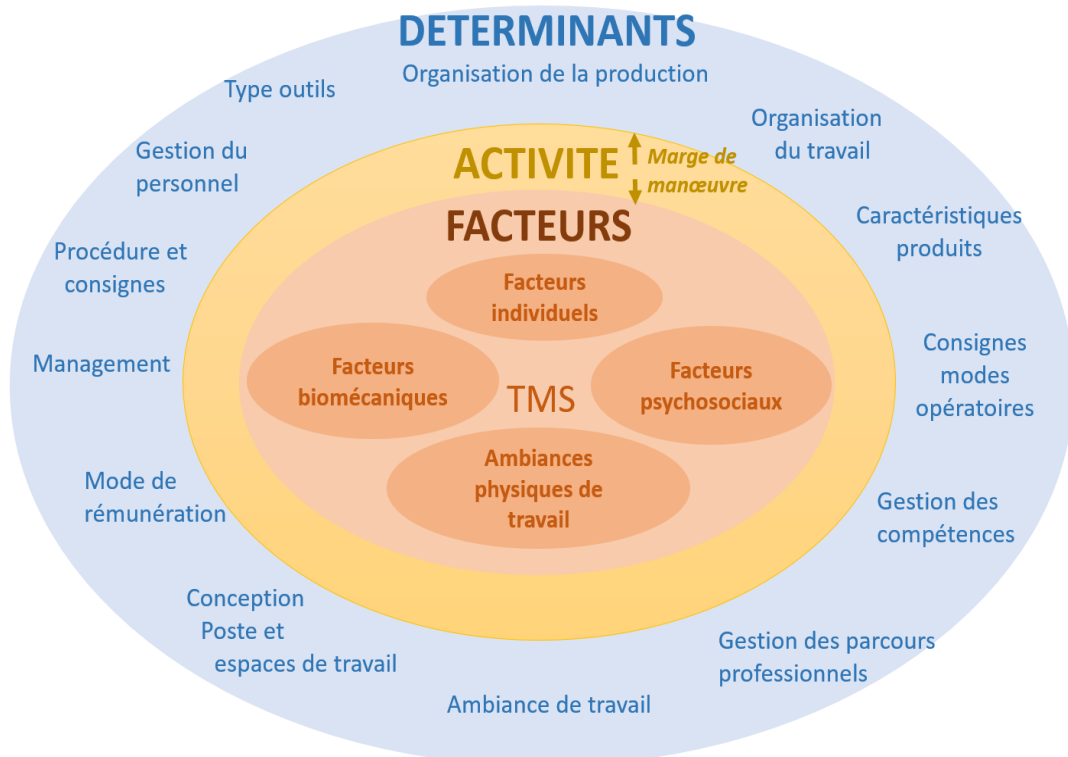 DETERMINANTS
Organisation de la production
Type outils
Organisation
du travail
Gestion du
personnel
ACTIVITE
Marge de
manœuvre
FACTEURS
Caractéristiques
produits
Procédure et
consignes
Facteurs
individuels
Management
Facteurs
biomécaniques
TMS
Facteurs
psychosociaux
Consignes
modes
opératoires
Ambiances
physiques de
travail
Mode de
rémunération
Gestion des
compétences
Conception
Poste et
espaces de travail
Gestion des parcours
professionnels
Ambiance de travail